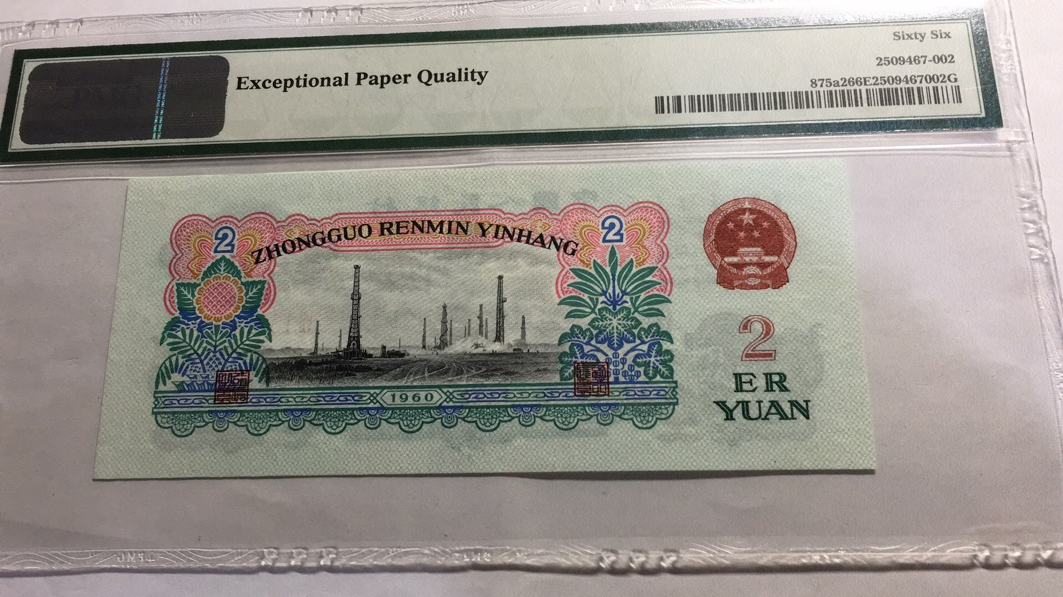 Exceptional Paper Quality
Sixty Six
2509467-002
875a266E2509467002G
2
ZHONGGUO RENMIN YINHANG
2
1960
2
ER
YUAN